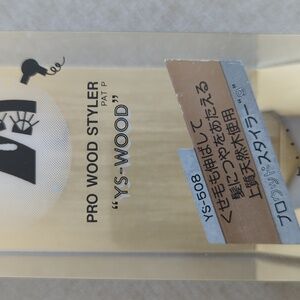 PRO WOOD STYLER
PAT P
"YS-WOOD"
YS-508
くせ毛も伸ばして
髪につやをあたえる
上質天然木使用
プロウッドスタイラー